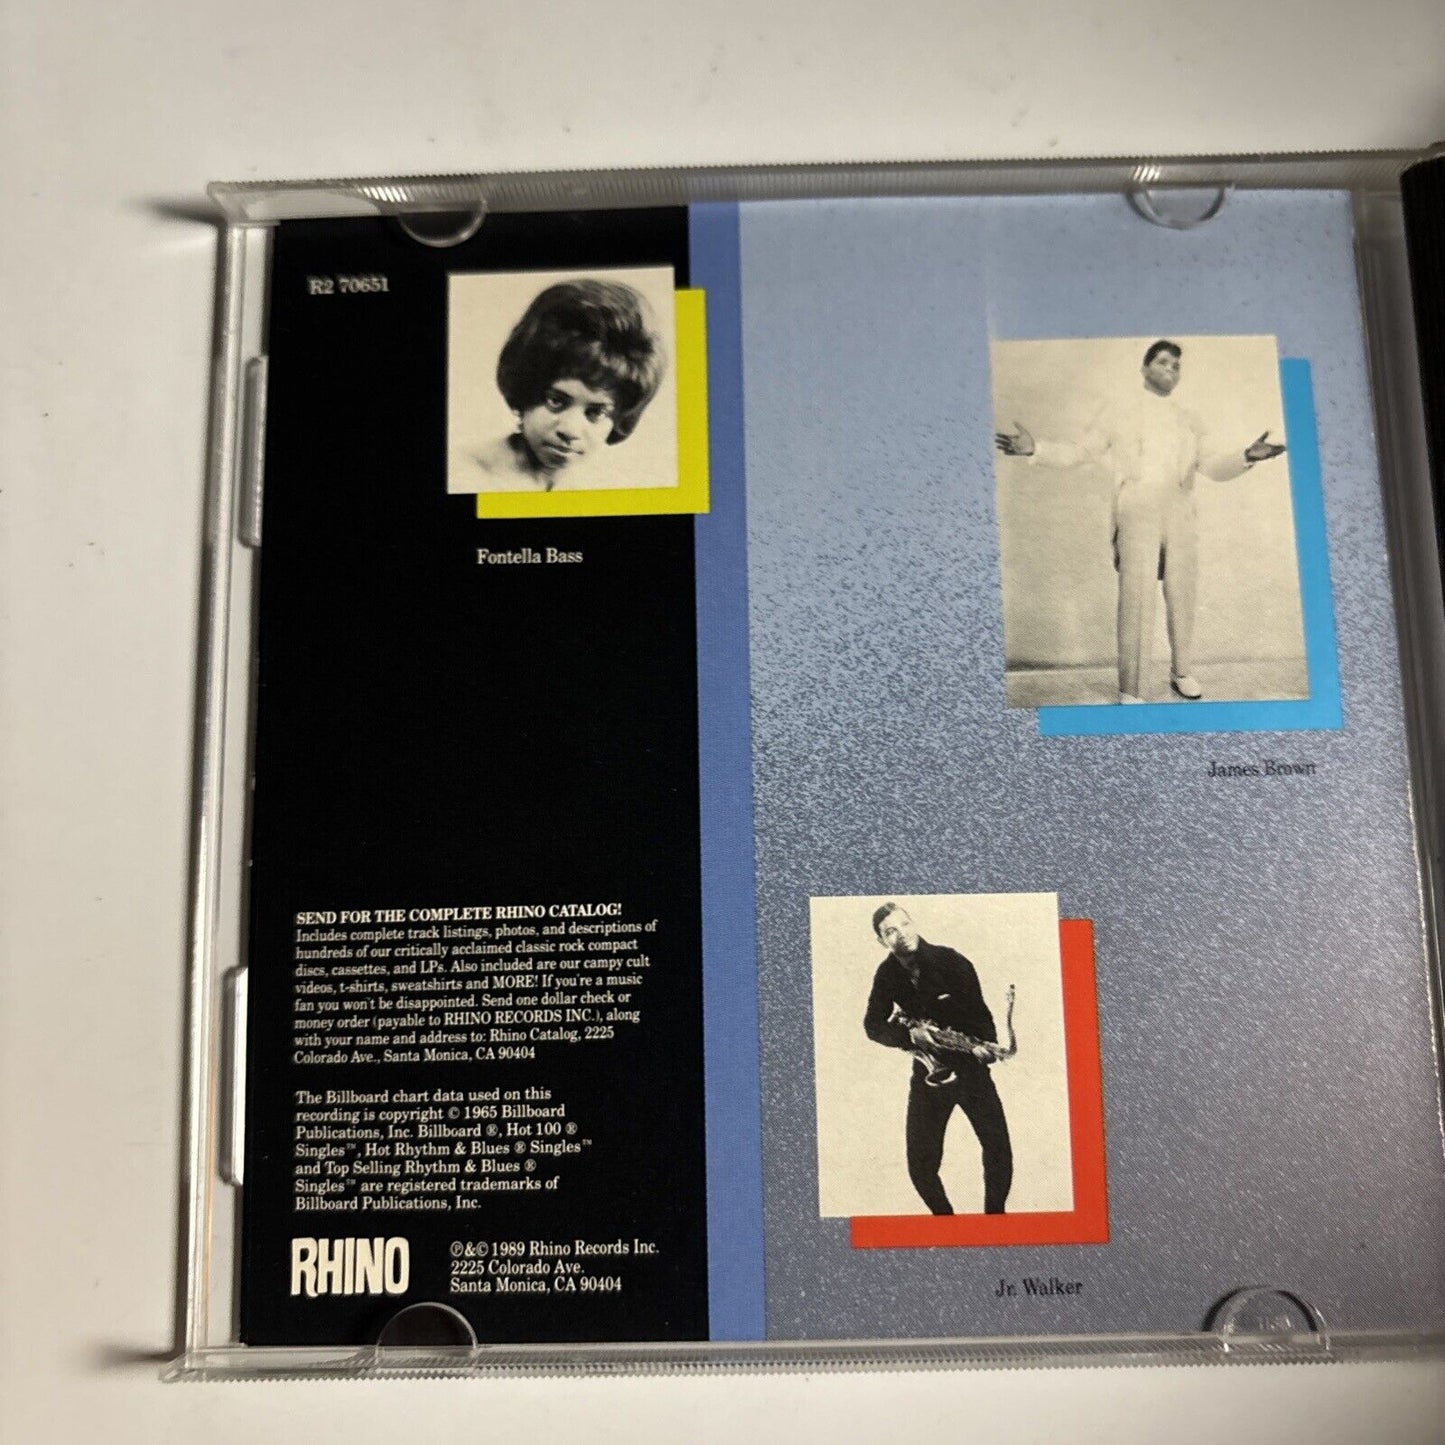 R2 70651
Fontella Bass
James Brown
Jr. Walker
SEND FOR THE COMPLETE RHINO CATALOG!
Includes complete track listings, photos, and descriptions of
hundreds of our critically acclaimed classic rock compact
discs, cassettes, and LPs. Also included are our campy cult
videos, t-shirts, sweatshirts and MORE! If you're a music
fan you won't be disappointed. Send one dollar check or
money order (payable to RHINO RECORDS INC.), along
with your name and address to: Rhino Catalog, 2225
Colorado Ave., Santa Monica, CA 90404
The Billboard chart data used on this
recording is copyright © 1965 Billboard
Publications, Inc. Billboard ®, Hot 100 ®
Singles™, Hot Rhythm & Blues ® Singles™
and Top Selling Rhythm & Blues ®
Singles™ are registered trademarks of
Billboard Publications, Inc.
RHINO
℗&© 1989 Rhino Records Inc.
2225 Colorado Ave.
Santa Monica, CA 90404